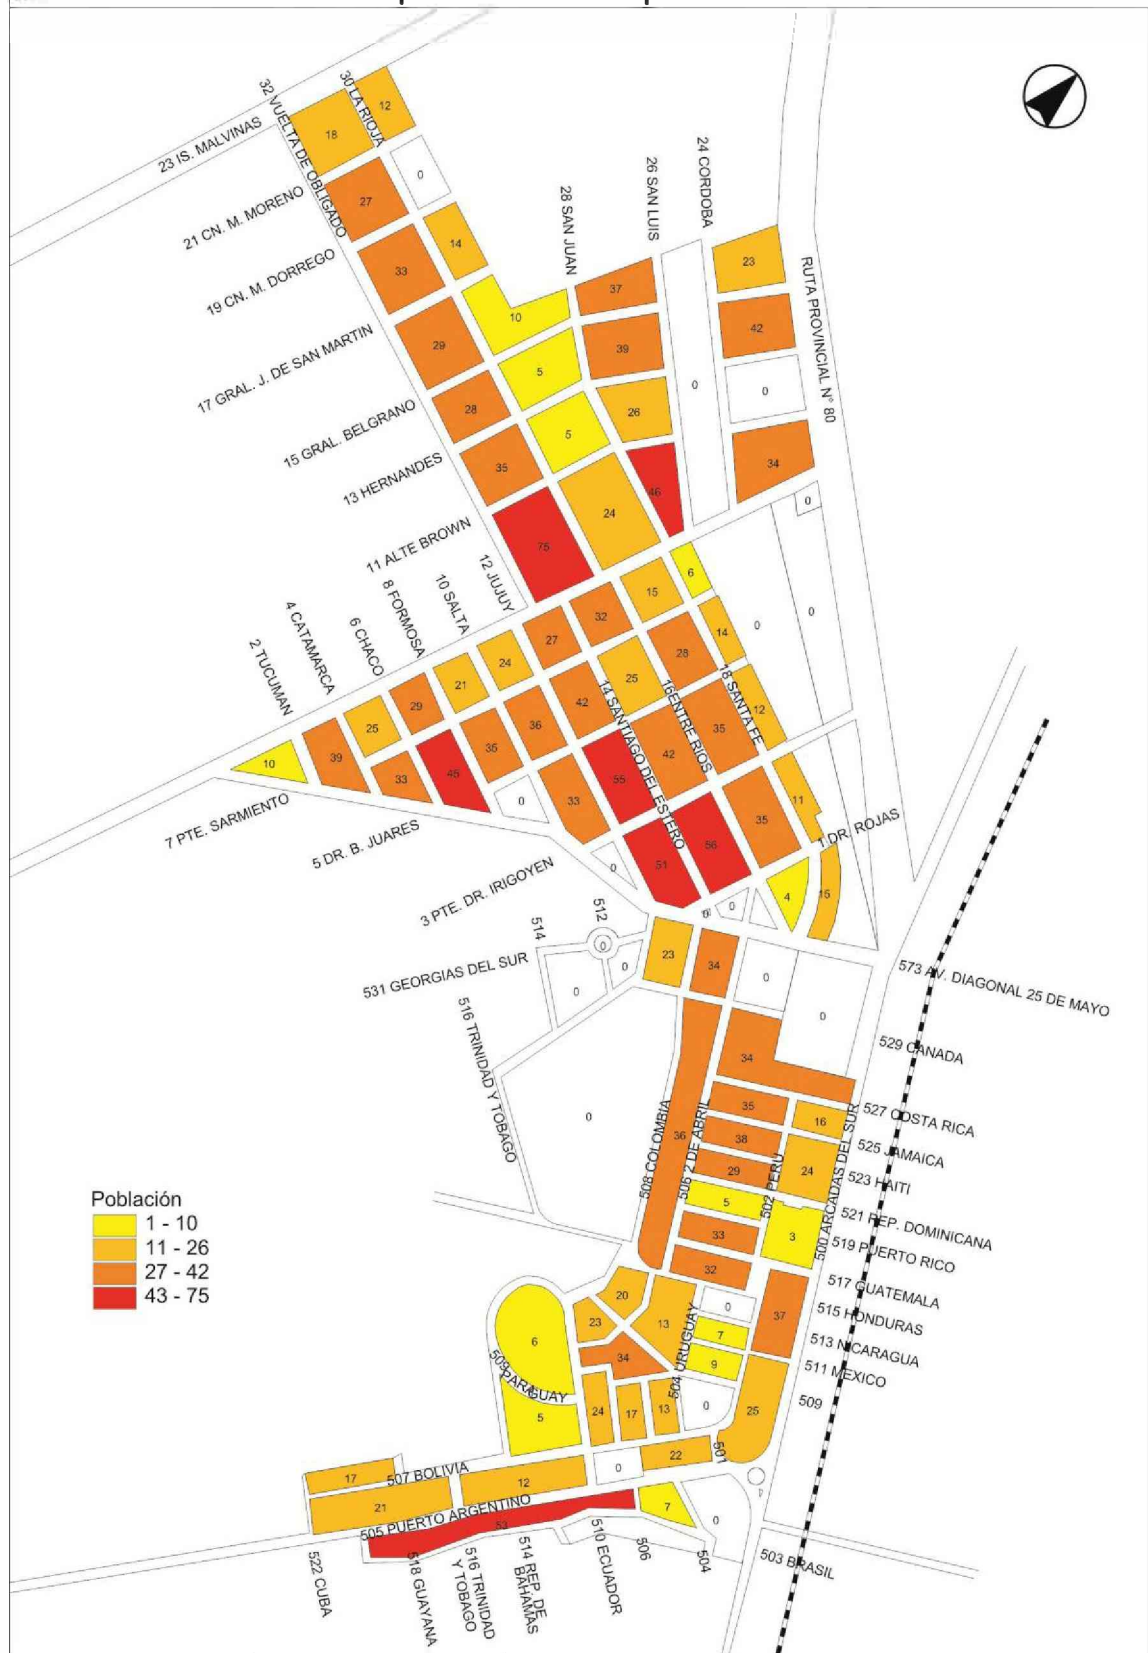 32 VUELTA DE OBLIGADO
30 LA RIOJA
12
18
23 IS. MALVINAS
0
21 CN. M. MORENO
27
28 SAN JUAN
26 SAN LUIS
24 CORDOBA
14
23
19 CN. M. DORREGO
33
37
RUTA PROVINCIAL N° 80
10
42
17 GRAL. J. DE SAN MARTIN
29
39
5
0
0
15 GRAL. BELGRANO
28
26
5
13 HERNANDES
35
34
46
0
24
11 ALTE BROWN
75
12 JUJUY
10 SALTA
8 FORMOSA
6 CHACO
4 CATAMARCA
2 TUCUMAN
6
15
32
27
14
0
0
24
28
25
21
18 SANTA FE
16ENTRE RIOS
14 SANTIAGO DEL ESTERO
42
29
12
36
35
25
35
39
10
42
33
45
55
0
33
11
35
7 PTE. SARMIENTO
5 DR. B. JUARES
56
1 DR. ROJAS
51
0
3 PTE. DR. IRIGOYEN
4
15
0
512
514
0
23
34
0
0
531 GEORGIAS DEL SUR
0
573 AV. DIAGONAL 25 DE MAYO
516 TRINIDAD Y TOBAGO
0
529 CANADA
34
0
508 COLOMBIA
36
506 2 DE ABRIL
35
16
527 COSTA RICA
38
525 JAMAICA
29
502 PERU
24
500 ARCADAS DEL SUR
523 HAITI
5
521 REP. DOMINICANA
33
3
519 PUERTO RICO
32
517 GUATEMALA
Población
1 - 10
11 - 26
27 - 42
43 - 75
20
0
37
515 HONDURAS
23
13
7
513 NICARAGUA
6
34
504 URUGUAY
9
511 MEXICO
509
PARAGUAY
5
24
17
13
0
25
509
22
501
507 BOLIVIA
17
12
0
21
505 PUERTO ARGENTINO
53
7
0
522 CUBA
518 GUAYANA
516 TRINIDAD
Y TOBAGO
514 REP. DE
BAHAMAS
510 ECUADOR
506
504
503 BRASIL